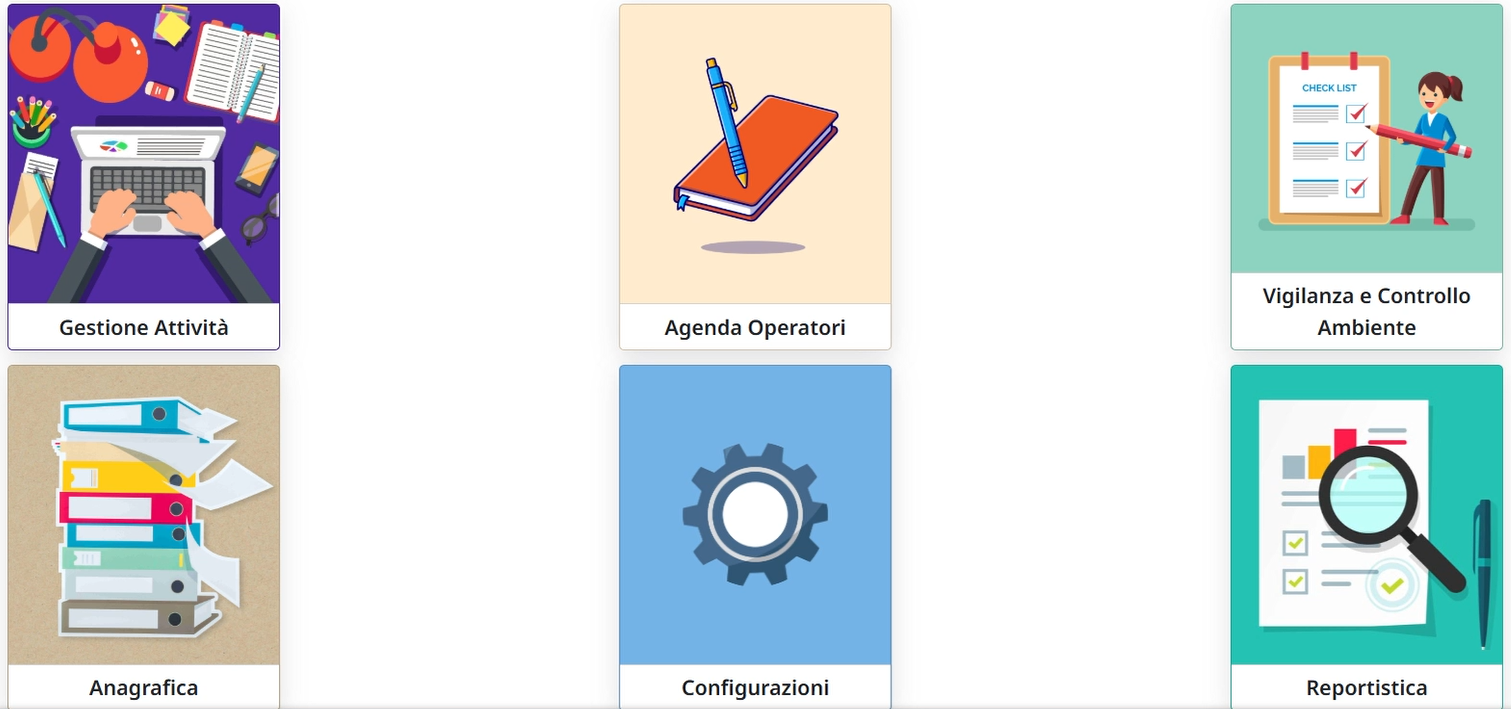 CHECK LIST
Gestione Attività
Agenda Operatori
Vigilanza e Controllo
Ambiente
Anagrafica
Configurazioni
Reportistica